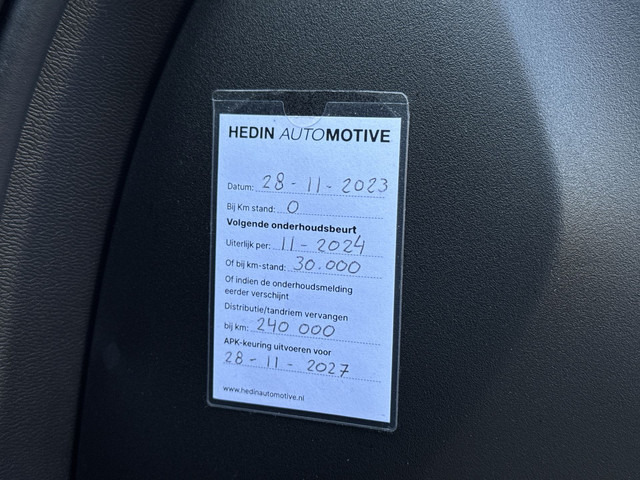 HEDIN AUTOMOTIVE
Datum: 28-11-2023
Bij Km stand: 0
Volgende onderhoudsbeurt
Uiterlijk per: 11-2024
Of bij km-stand: 30.000
Of indien de onderhoudsmelding
eerder verschijnt
Distributie/tandriem vervangen
bij km: 240 000
APK-keuring uitvoeren voor
28-11-2027
www.hedinautomotive.nl